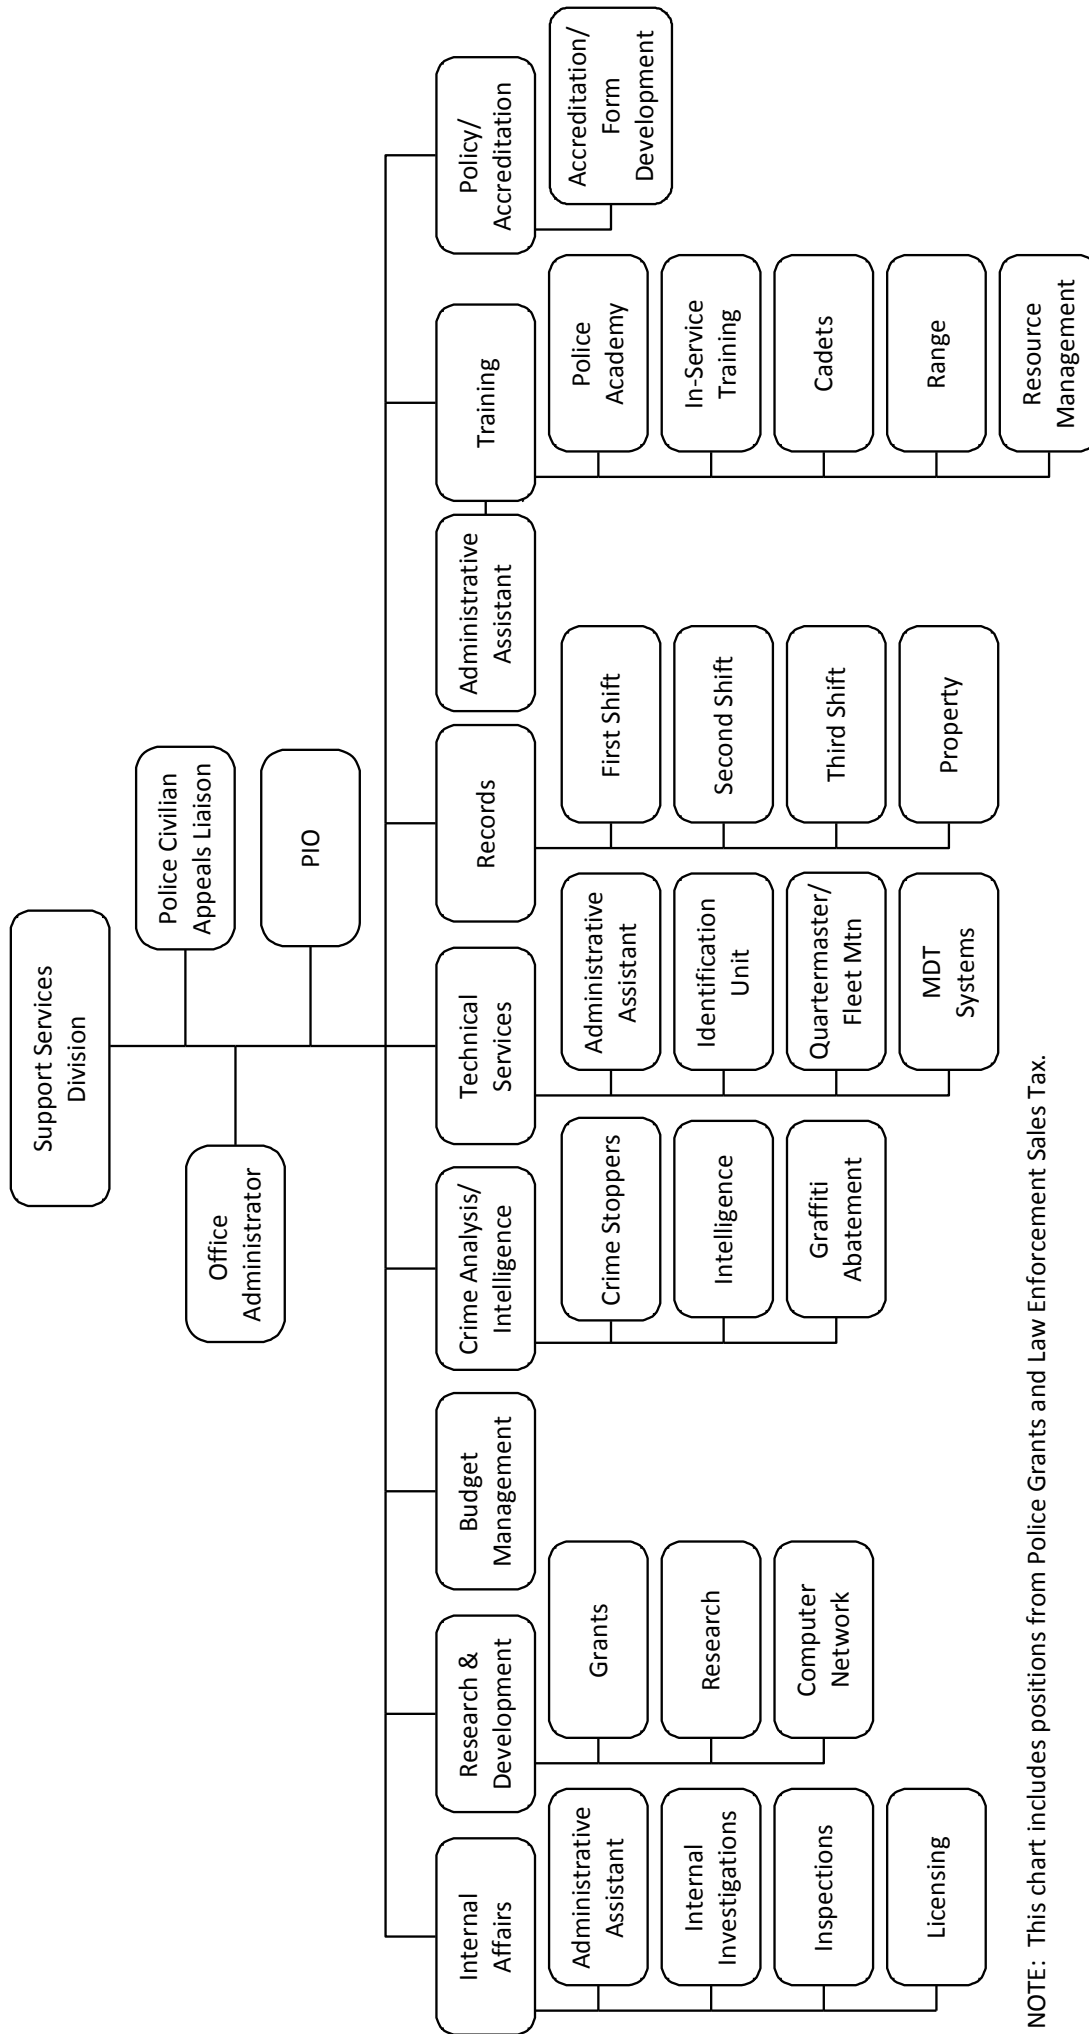 Support Services
Division
Police Civilian
Appeals Liaison
Office
Administrator
PIO
Internal
Affairs
Administrative
Assistant
Internal
Investigations
Inspections
Licensing
Research &
Development
Grants
Research
Computer
Network
Budget
Management
Crime Analysis/
Intelligence
Crime Stoppers
Intelligence
Graffiti
Abatement
Technical
Services
Administrative
Assistant
Identification
Unit
Quartermaster/
Fleet Mtn
MDT
Systems
Records
First Shift
Second Shift
Third Shift
Property
Administrative
Assistant
Training
Police
Academy
In-Service
Training
Cadets
Range
Resource
Management
Policy/
Accreditation
Accreditation/
Form
Development
NOTE: This chart includes positions from Police Grants and Law Enforcement Sales Tax.